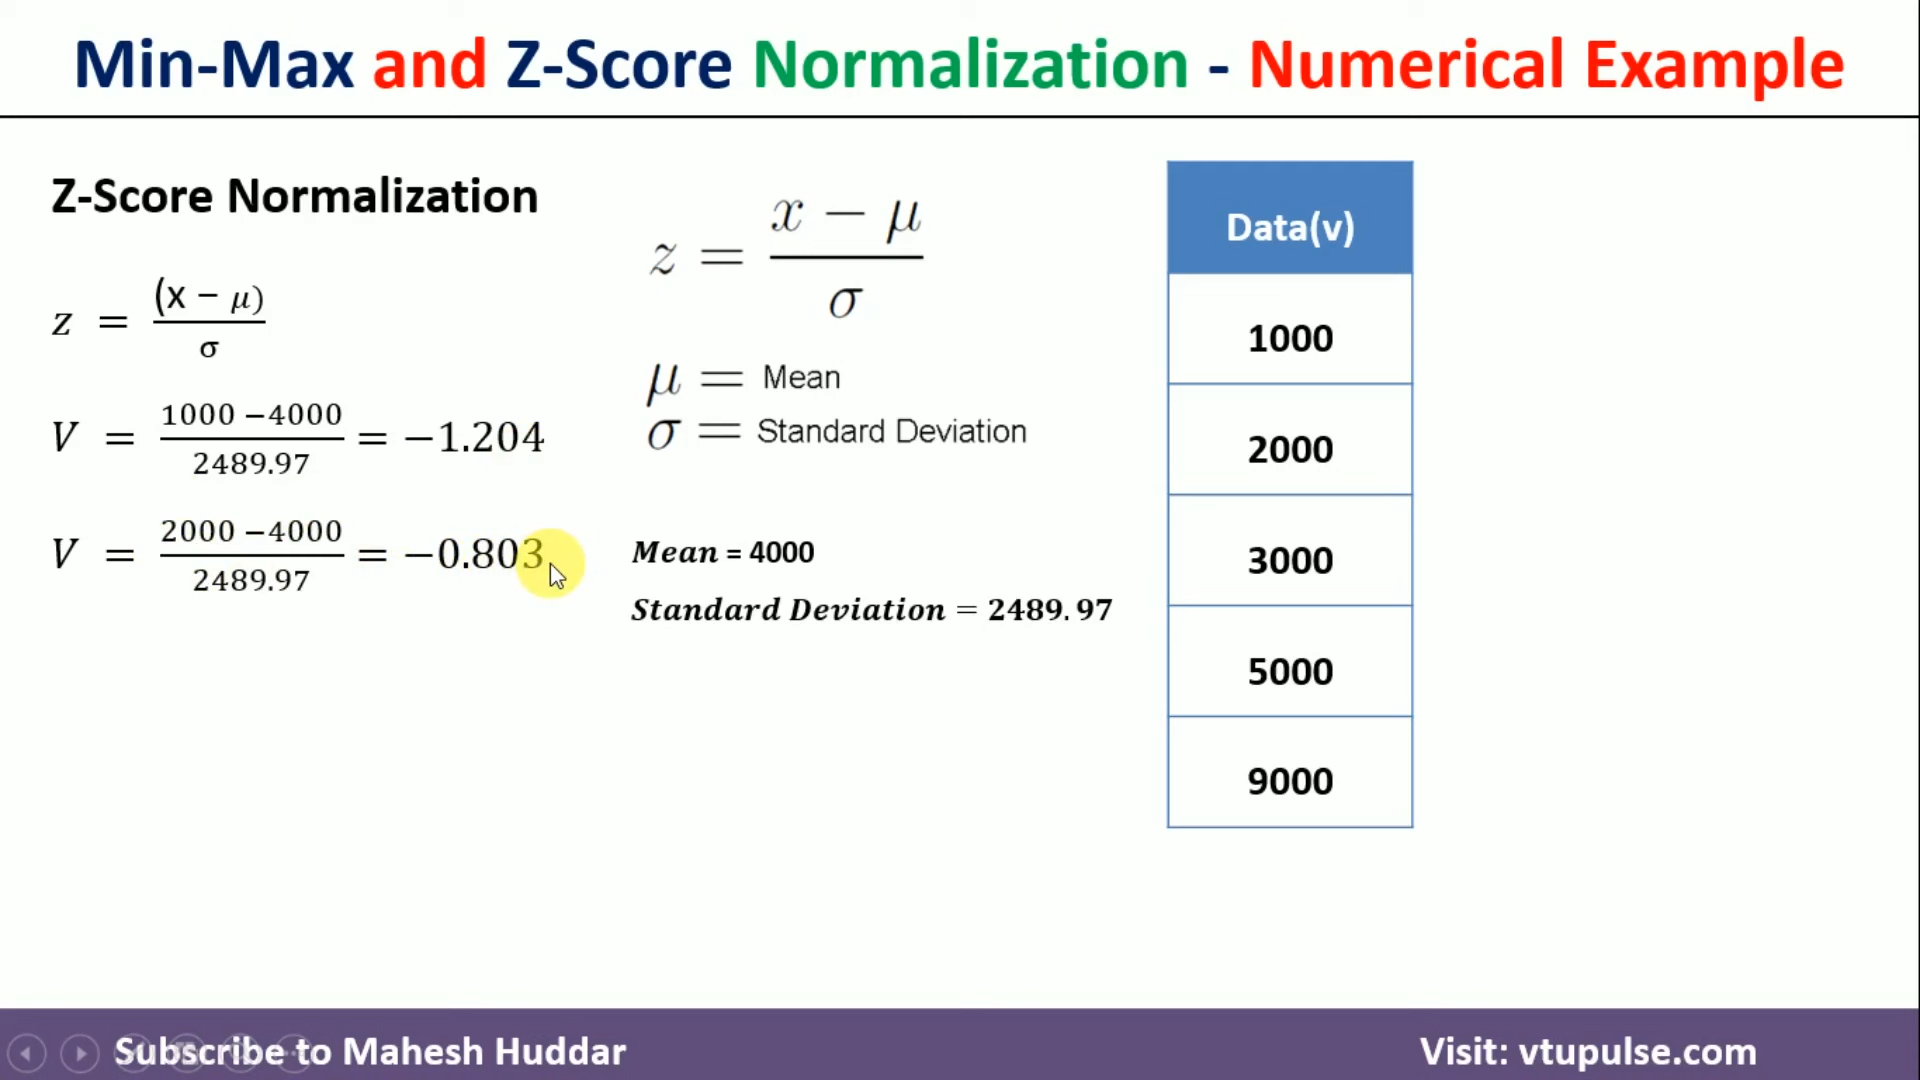 Min-Max and Z-Score Normalization - Numerical Example
Z-Score Normalization
z = (x − μ) / σ
V = 1000 −4000 / 2489.97 = −1.204
V = 2000 −4000 / 2489.97 = −0.803
z = x − μ / σ
μ = Mean
σ = Standard Deviation
Mean = 4000
Standard Deviation = 2489.97
Data(v)
1000
2000
3000
5000
9000
Subscribe to Mahesh Huddar
Visit: vtupulse.com